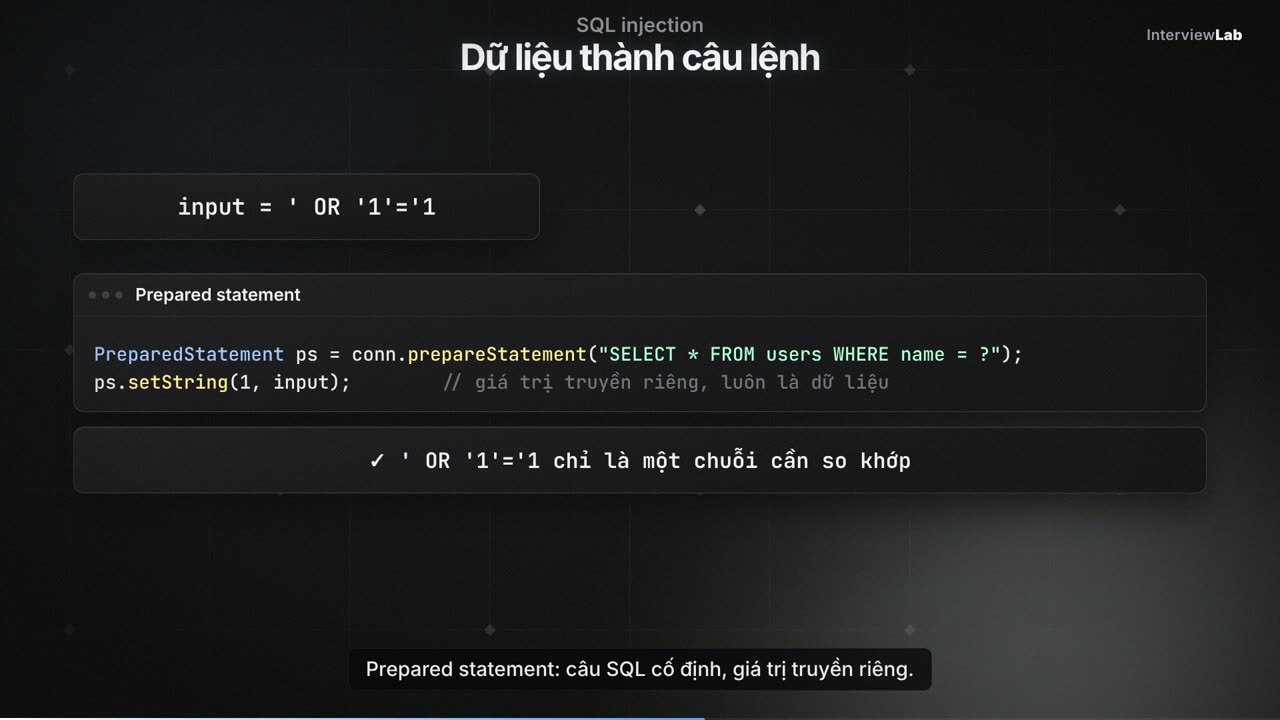 SQL injection
Dữ liệu thành câu lệnh
InterviewLab
input = ' OR '1'='1
Prepared statement
PreparedStatement ps = conn.prepareStatement("SELECT * FROM users WHERE name = ?");
ps.setString(1, input);        // giá trị truyền riêng, luôn là dữ liệu
✓ ' OR '1'='1 chỉ là một chuỗi cần so khớp
Prepared statement: câu SQL cố định, giá trị truyền riêng.